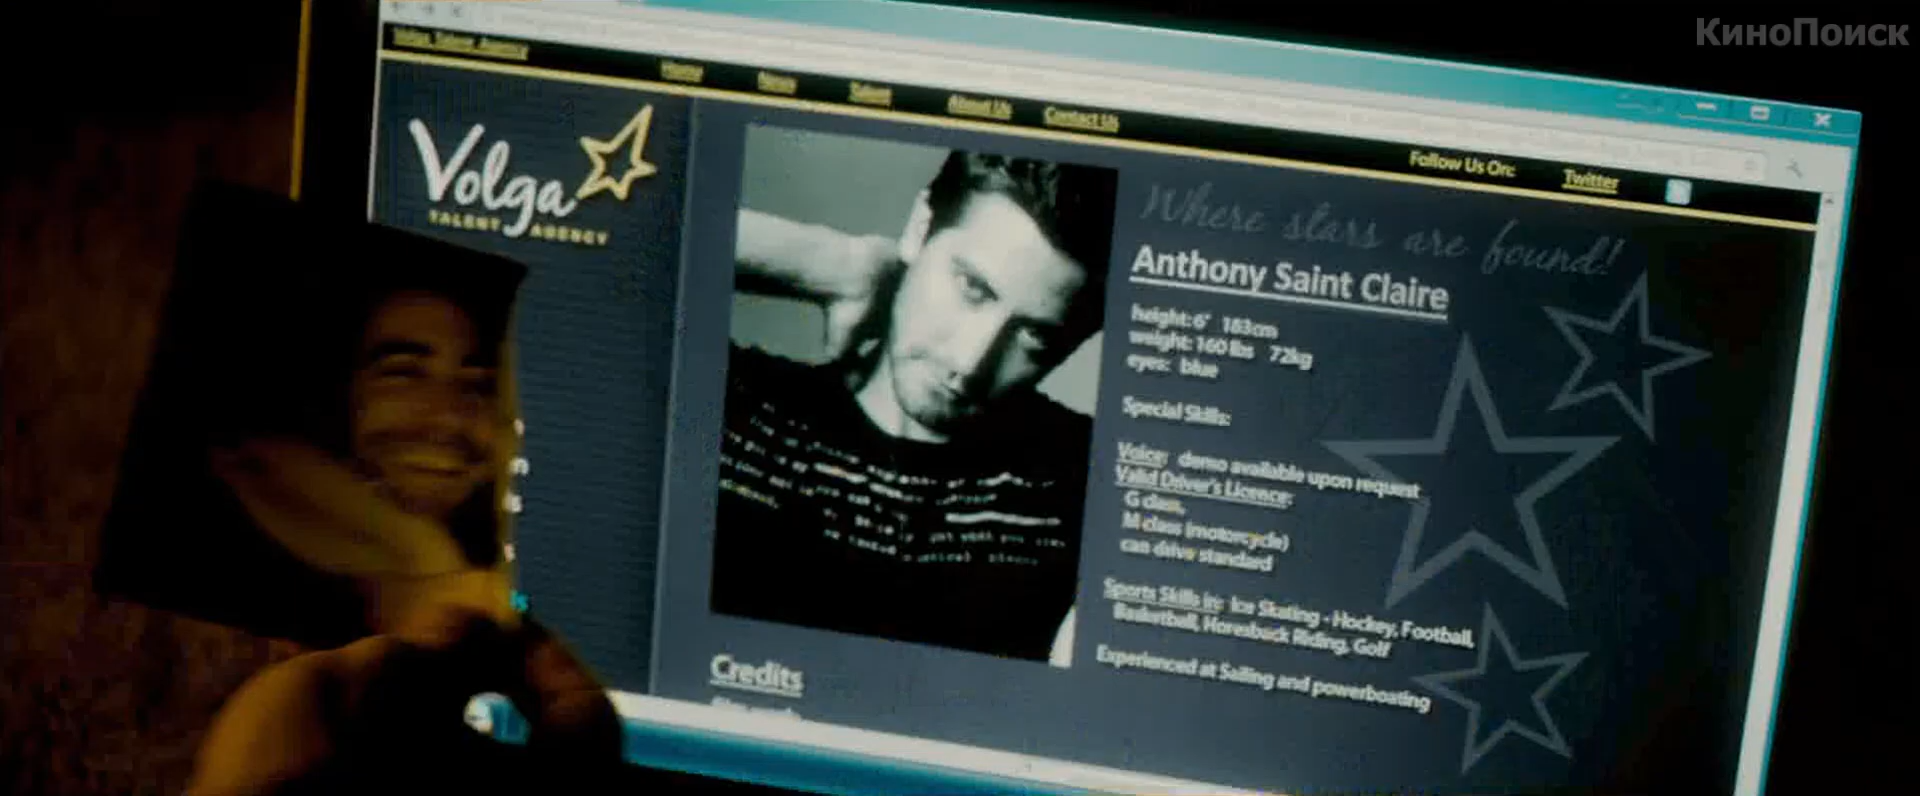 КиноПоиск
Volga Talent Agency
Home News Talent About Us Contact Us
Follow Us On: Twitter
Volga
TALENT AGENCY
Where stars are found!
Anthony Saint Claire
height: 6' 183cm
weight: 160 lbs 72kg
eyes: blue
Special Skills:
Voice: demo available upon request
Valid Driver's Licence:
G class,
M class (motorcycle)
can drive standard
Sports Skills in: Ice Skating - Hockey, Football,
Basketball, Horesback Riding, Golf
Experienced at Sailing and powerboating
Credits